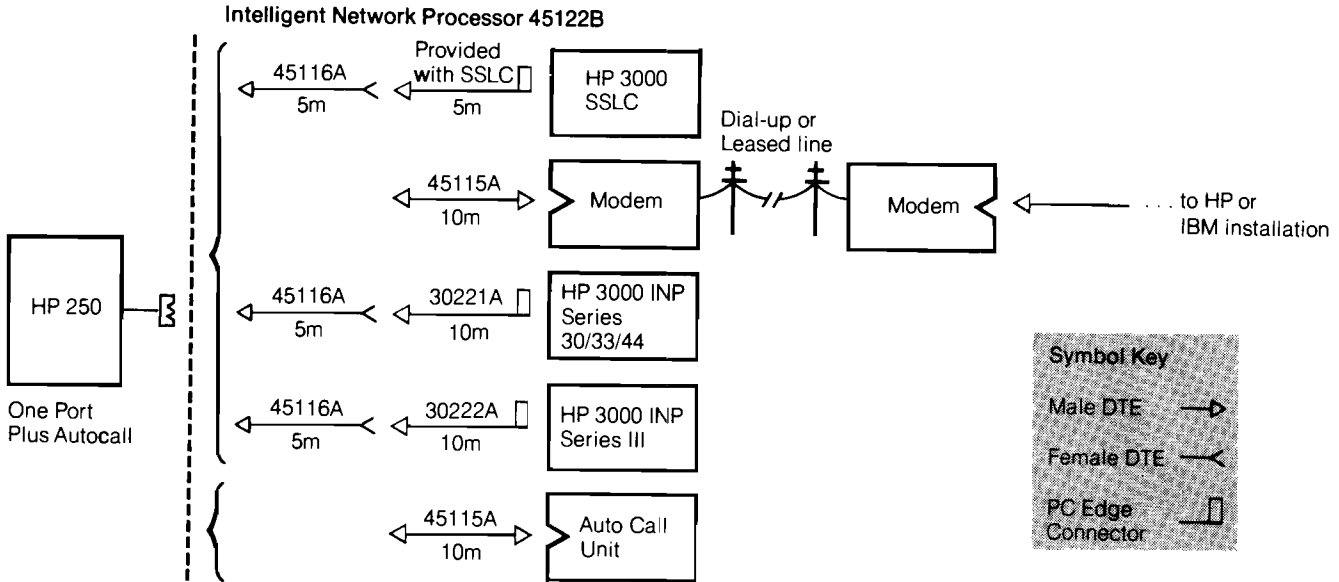 Intelligent Network Processor 45122B
45116A
5m
Provided
with SSLC
5m
HP 3000
SSLC
Dial-up or
Leased line
45115A
10m
Modem
Modem
... to HP or
IBM installation
HP 250
One Port
Plus Autocall
45116A
5m
30221A
10m
HP 3000 INP
Series
30/33/44
45116A
5m
30222A
10m
HP 3000 INP
Series III
45115A
10m
Auto Call
Unit
Symbol Key
Male DTE
Female DTE
PC Edge
Connector